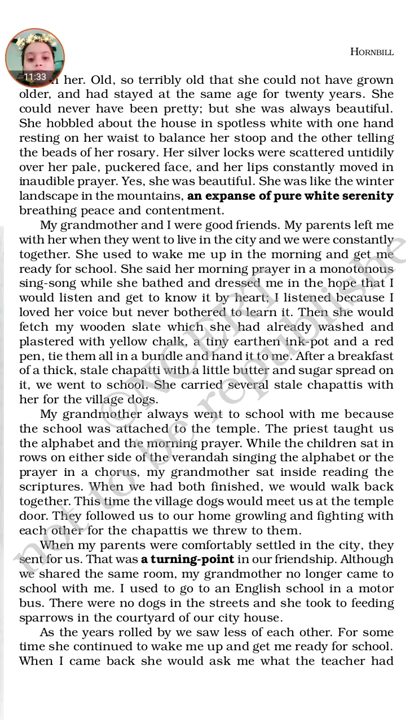 HORNBILL
11:33
her. Old, so terribly old that she could not have grown
older, and had stayed at the same age for twenty years. She
could never have been pretty; but she was always beautiful.
She hobbled about the house in spotless white with one hand
resting on her waist to balance her stoop and the other telling
the beads of her rosary. Her silver locks were scattered untidily
over her pale, puckered face, and her lips constantly moved in
inaudible prayer. Yes, she was beautiful. She was like the winter
landscape in the mountains, an expanse of pure white serenity
breathing peace and contentment.
My grandmother and I were good friends. My parents left me
with her when they went to live in the city and we were constantly
together. She used to wake me up in the morning and get me
ready for school. She said her morning prayer in a monotonous
sing-song while she bathed and dressed me in the hope that I
would listen and get to know it by heart; I listened because I
loved her voice but never bothered to learn it. Then she would
fetch my wooden slate which she had already washed and
plastered with yellow chalk, a tiny earthen ink-pot and a red
pen, tie them all in a bundle and hand it to me. After a breakfast
of a thick, stale chapatti with a little butter and sugar spread on
it, we went to school. She carried several stale chapattis with
her for the village dogs.
My grandmother always went to school with me because
the school was attached to the temple. The priest taught us
the alphabet and the morning prayer. While the children sat in
rows on either side of the verandah singing the alphabet or the
prayer in a chorus, my grandmother sat inside reading the
scriptures. When we had both finished, we would walk back
together. This time the village dogs would meet us at the temple
door. They followed us to our home growling and fighting with
each other for the chapattis we threw to them.
When my parents were comfortably settled in the city, they
sent for us. That was a turning-point in our friendship. Although
we shared the same room, my grandmother no longer came to
school with me. I used to go to an English school in a motor
bus. There were no dogs in the streets and she took to feeding
sparrows in the courtyard of our city house.
As the years rolled by we saw less of each other. For some
time she continued to wake me up and get me ready for school.
When I came back she would ask me what the teacher had
not to be republished